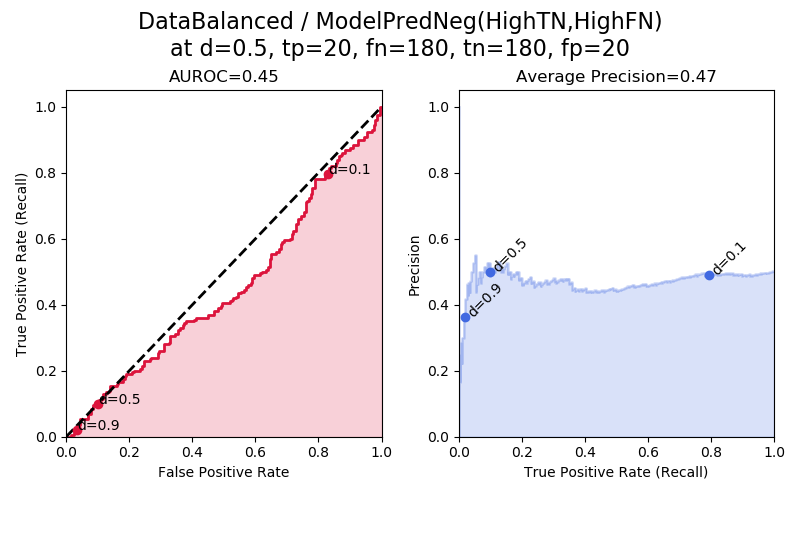 DataBalanced / ModelPredNeg(HighTN,HighFN)
at d=0.5, tp=20, fn=180, tn=180, fp=20
AUROC=0.45
1.0
0.8
0.6
0.4
0.2
0.0
0.0 0.2 0.4 0.6 0.8 1.0
True Positive Rate (Recall)
False Positive Rate
d=0.1
d=0.5
d=0.9
Average Precision=0.47
1.0
0.8
0.6
0.4
0.2
0.0
0.0 0.2 0.4 0.6 0.8 1.0
Precision
True Positive Rate (Recall)
d=0.5
d=0.1
d=0.9